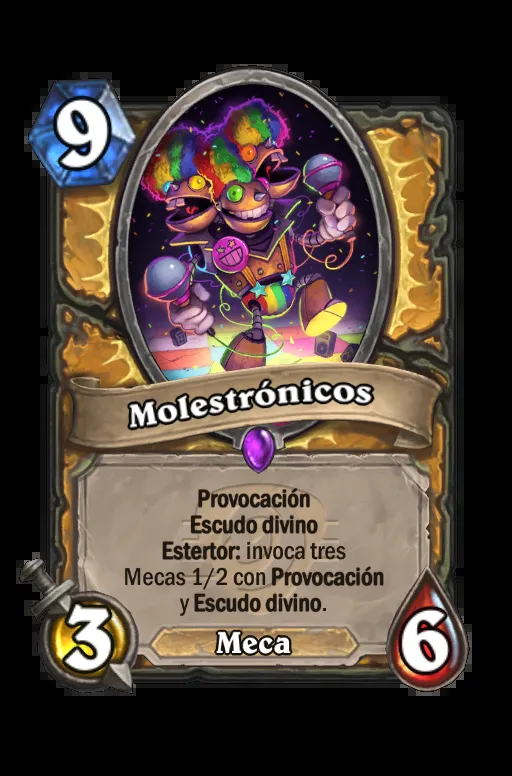 9
Molestrónicos
Provocación
Escudo divino
Estertor: invoca tres
Mecas 1/2 con Provocación
y Escudo divino.
3
Meca
6